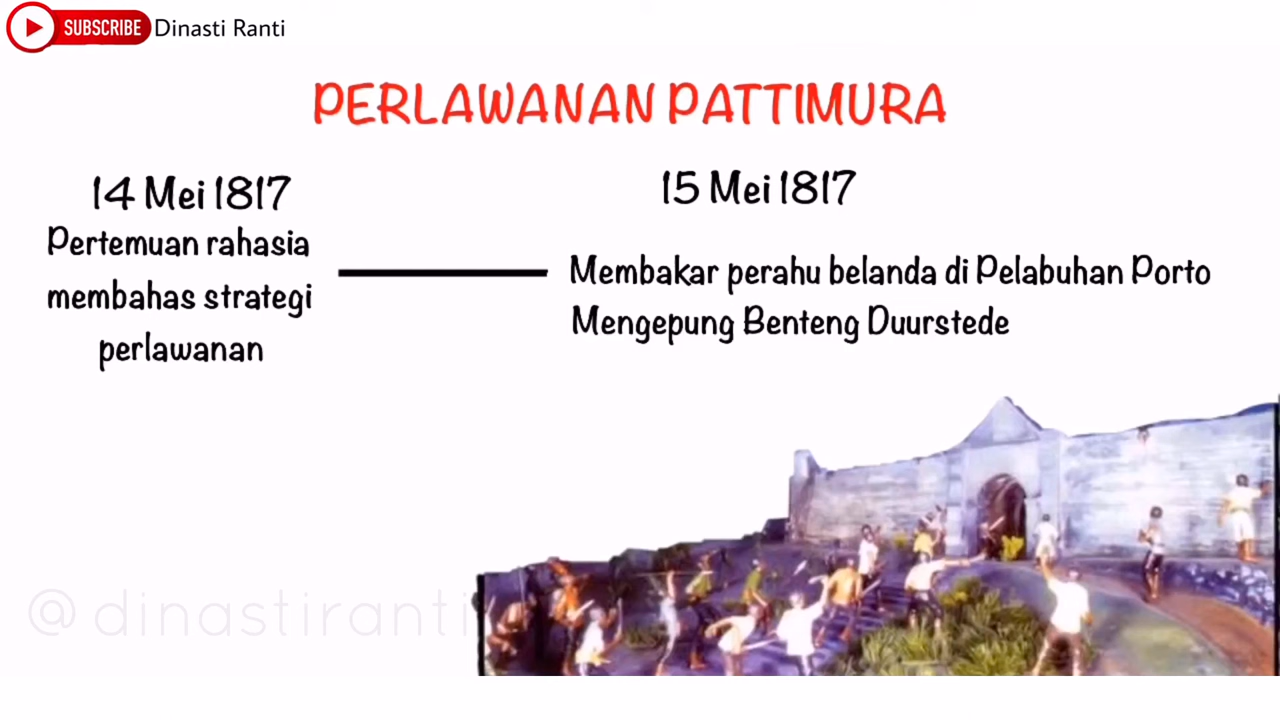 SUBSCRIBE Dinasti Ranti
PERLAWANAN PATTIMURA
14 Mei 1817
Pertemuan rahasia
membahas strategi
perlawanan
15 Mei 1817
Membakar perahu belanda di Pelabuhan Porto
Mengepung Benteng Duurstede
@dinastiranti